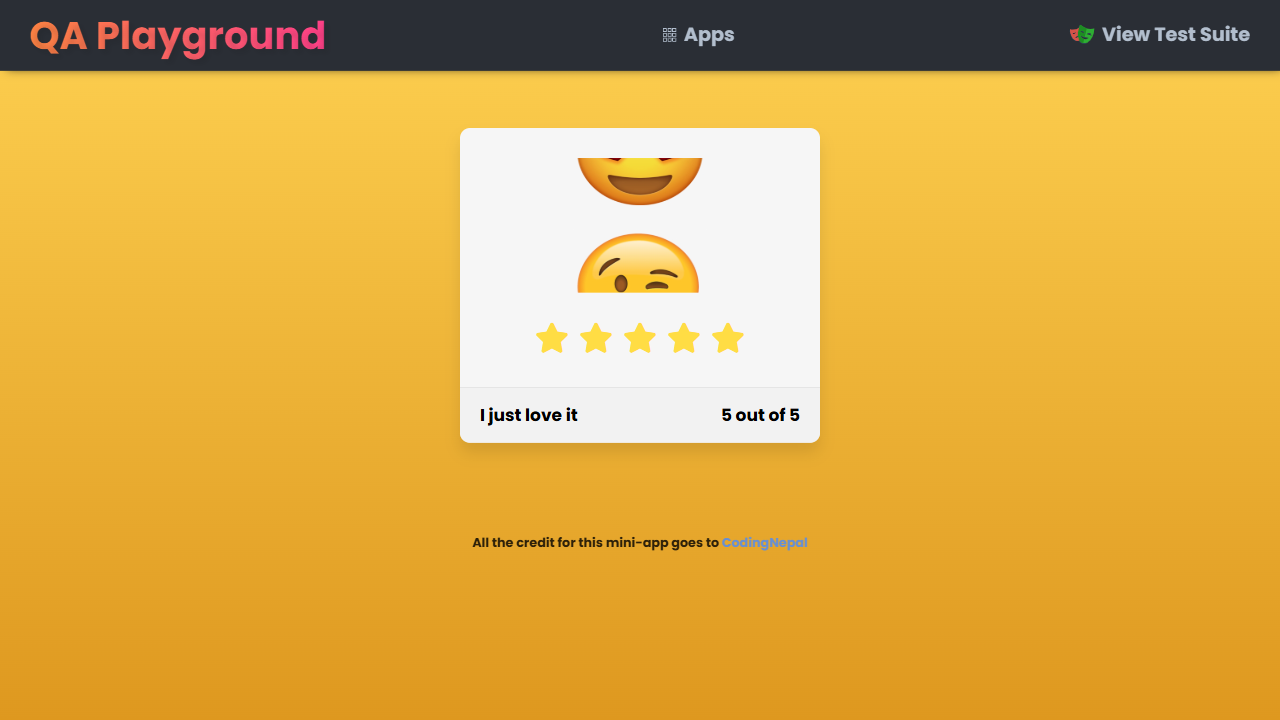 QA Playground
Apps
View Test Suite
I just love it
5 out of 5
All the credit for this mini-app goes to CodingNepal